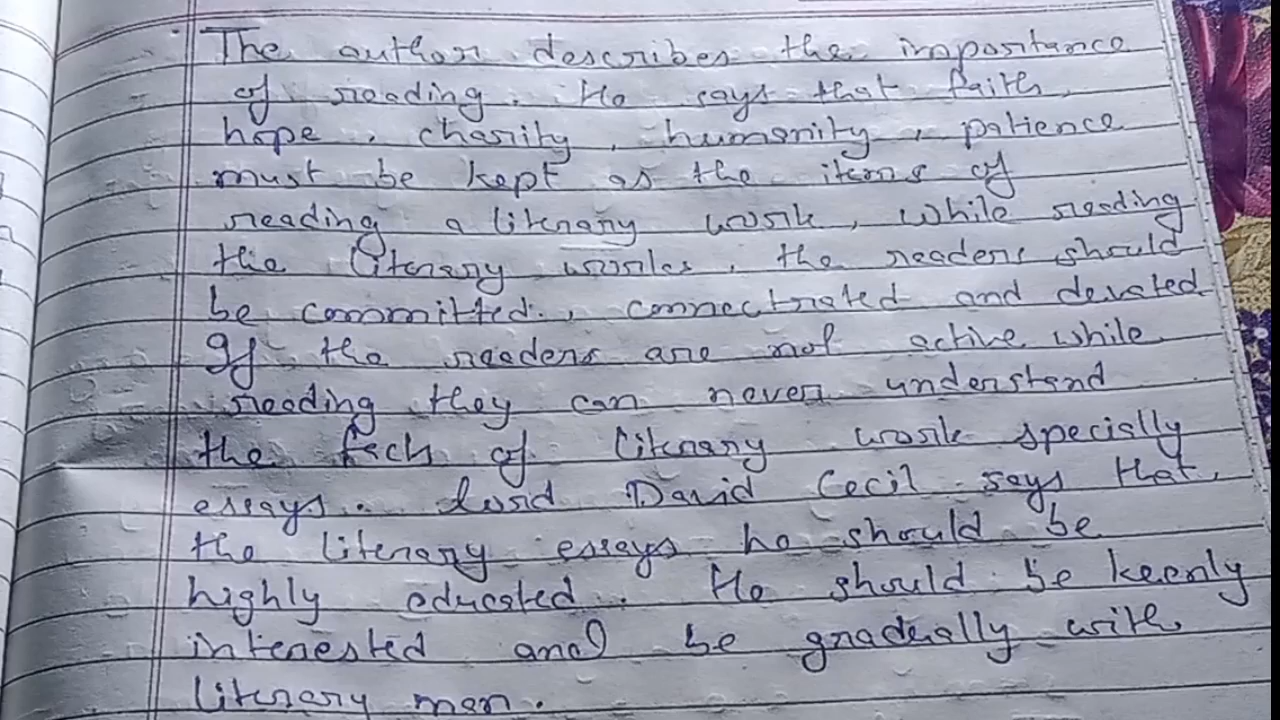 The author describes the importance
of reading. He says that faith,
hope, charity, humanity, patience
must be kept as the items of
reading a literary work, while reading
the literary works, the readers should
be committed, connectrated and devoted
If the readers are not active while
reading they can never understand
the fach of literary work specially
essays. Lord David Cecil says that,
the literary essays he should be
highly educated. He should be keenly
interested and be gradually with
literary men.